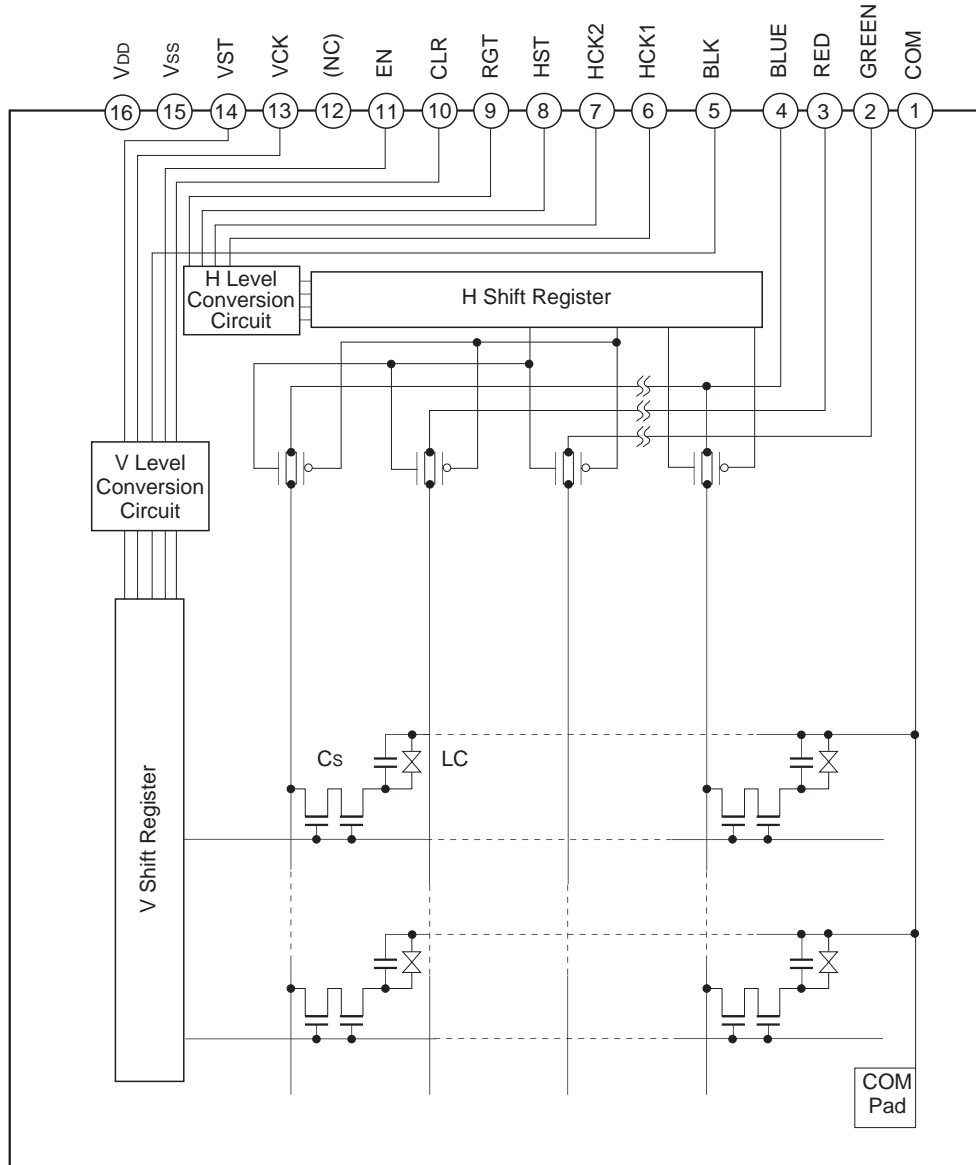 VDD
VSS
VST
VCK
(NC)
EN
CLR
RGT
HST
HCK2
HCK1
BLK
BLUE
RED
GREEN
COM
16
15
14
13
12
11
10
9
8
7
6
5
4
3
2
1
H Level
Conversion
Circuit
H Shift Register
V Level
Conversion
Circuit
V Shift Register
Cs
LC
COM
Pad